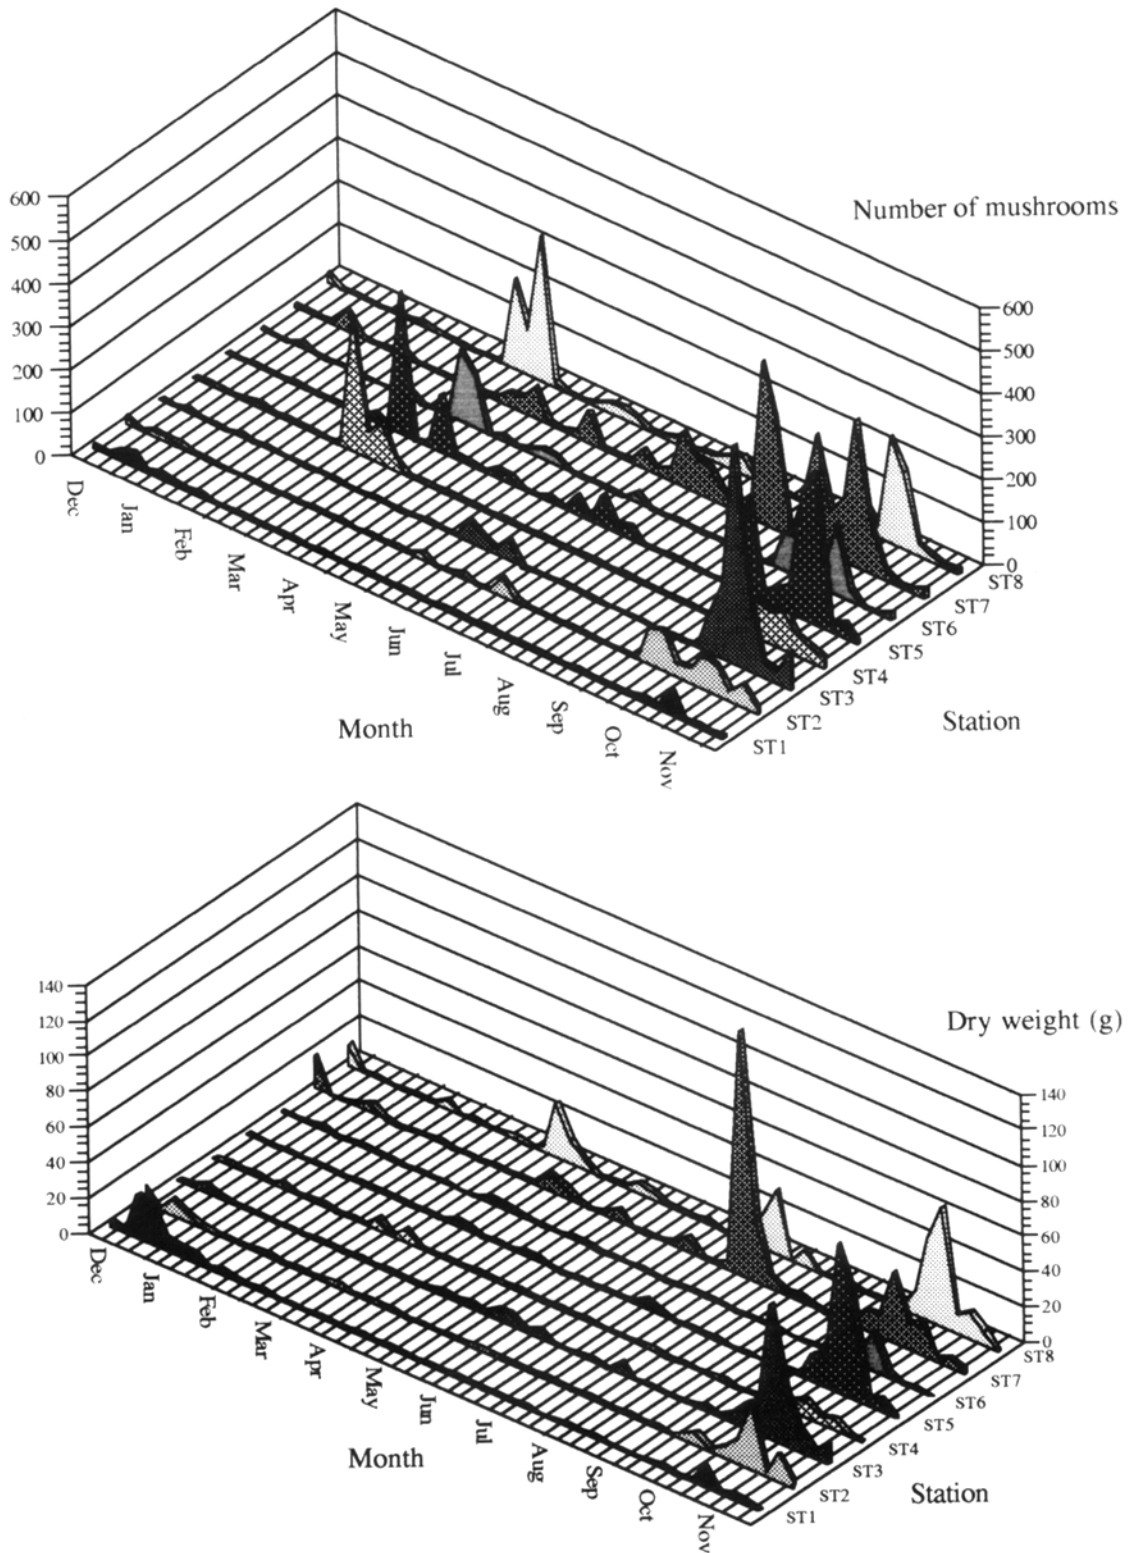 Number of mushrooms
600
500
400
300
200
100
0
600
500
400
300
200
100
0
Dec
Jan
Feb
Mar
Apr
May
Jun
Jul
Aug
Sep
Oct
Nov
Month
ST8
ST7
ST6
ST5
ST4
ST3
ST2
ST1
Station
Dry weight (g)
140
120
100
80
60
40
20
0
140
120
100
80
60
40
20
0
Dec
Jan
Feb
Mar
Apr
May
Jun
Jul
Aug
Sep
Oct
Nov
Month
ST8
ST7
ST6
ST5
ST4
ST3
ST2
ST1
Station